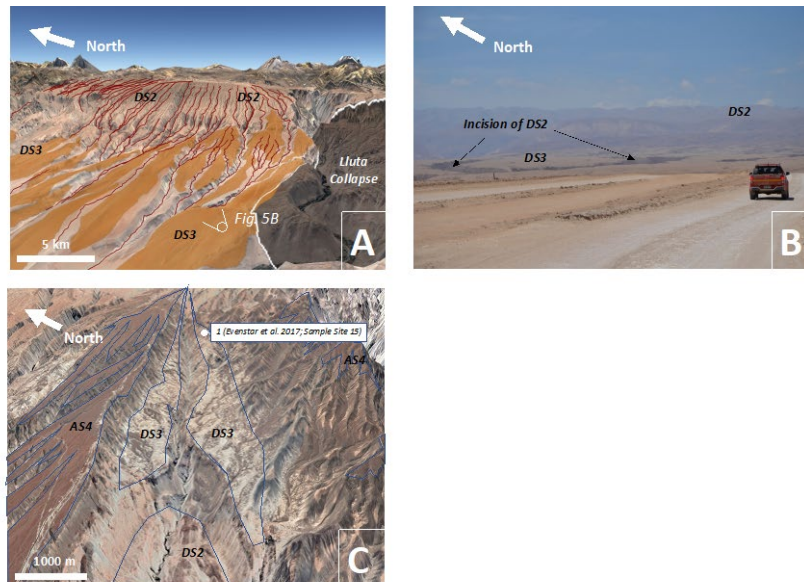 North
DS2
DS2
DS3
Lluta
Collapse
Fig. 5B
DS3
5 km
A
North
DS2
Incision of DS2
DS3
B
North
1 (Evenstar et al. 2017; Sample Site 15)
AS4
DS3
DS3
AS4
DS2
1000 m
C